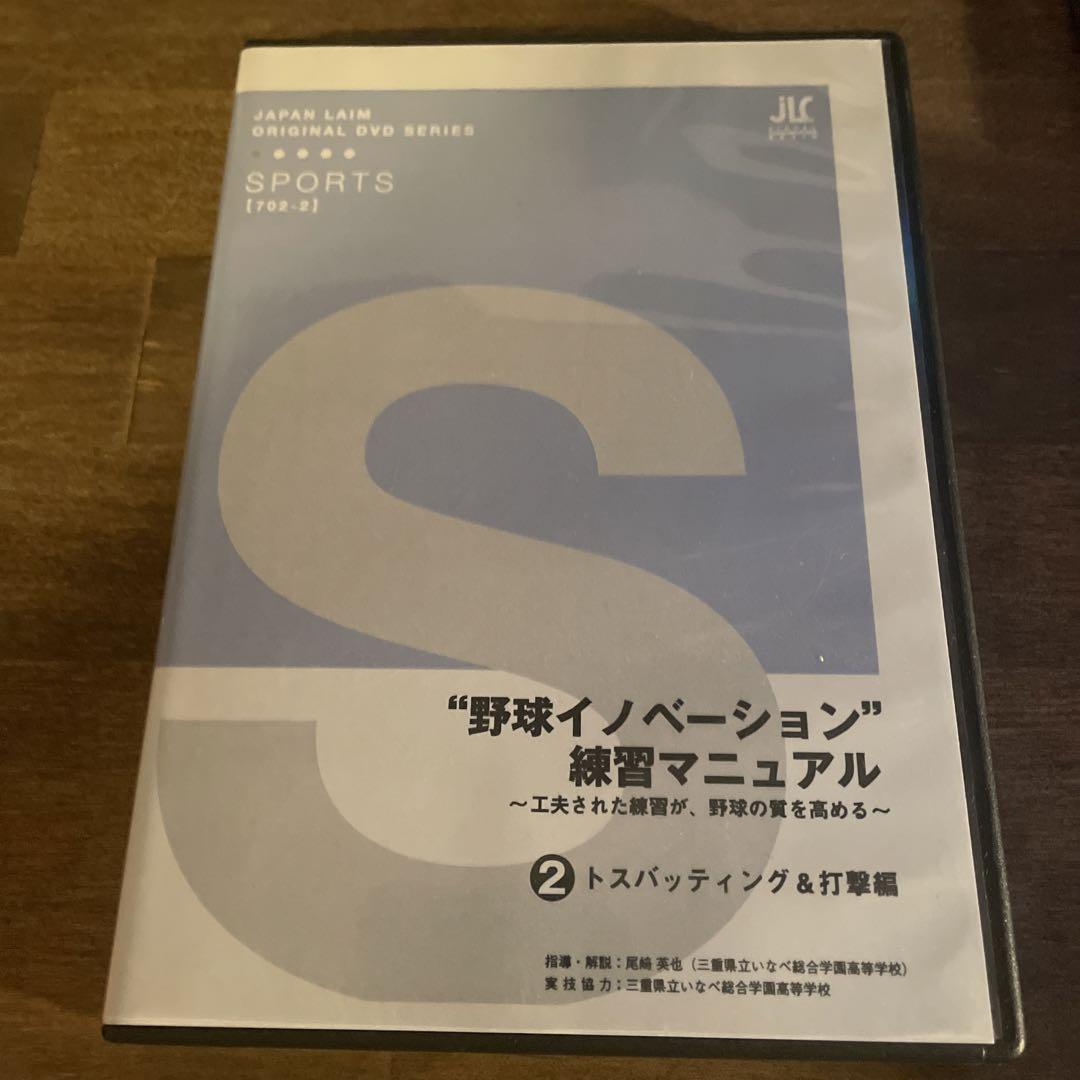 JAPAN LAIM
ORIGINAL DVD SERIES
SPORTS
[702-2]
JLC
S
“野球イノベーション”
練習マニュアル
～工夫された練習が、野球の質を高める～
❷トスバッティング&打撃編
指導・解説：尾﨑 英也（三重県立いなべ総合学園高等学校）
実技協力：三重県立いなべ総合学園高等学校